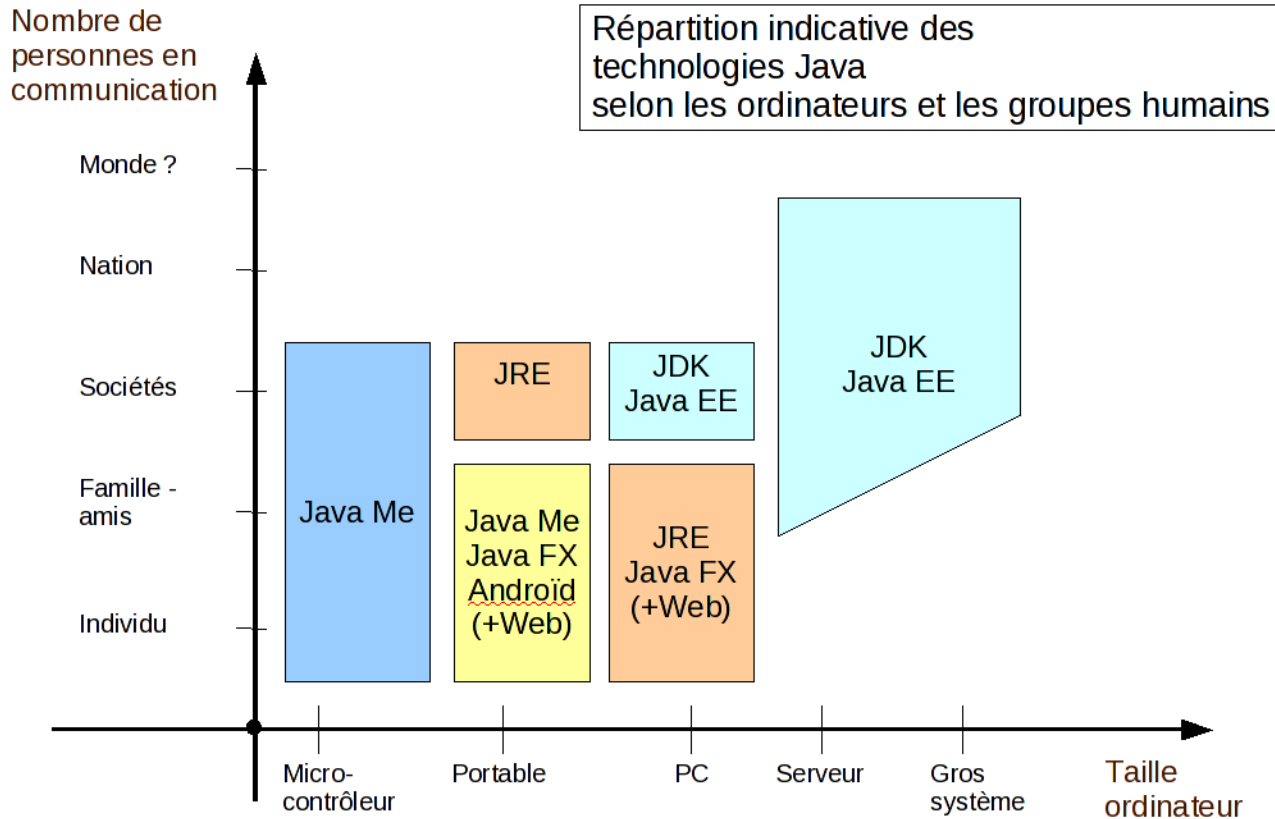 Nombre de
personnes en
communication
Répartition indicative des
technologies Java
selon les ordinateurs et les groupes humains
Monde ?
Nation
Sociétés
Famille -
amis
Individu
Java Me
JRE
Java Me
Java FX
Androïd
(+Web)
JDK
Java EE
JRE
Java FX
(+Web)
JDK
Java EE
Micro-
contrôleur
Portable
PC
Serveur
Gros
système
Taille
ordinateur